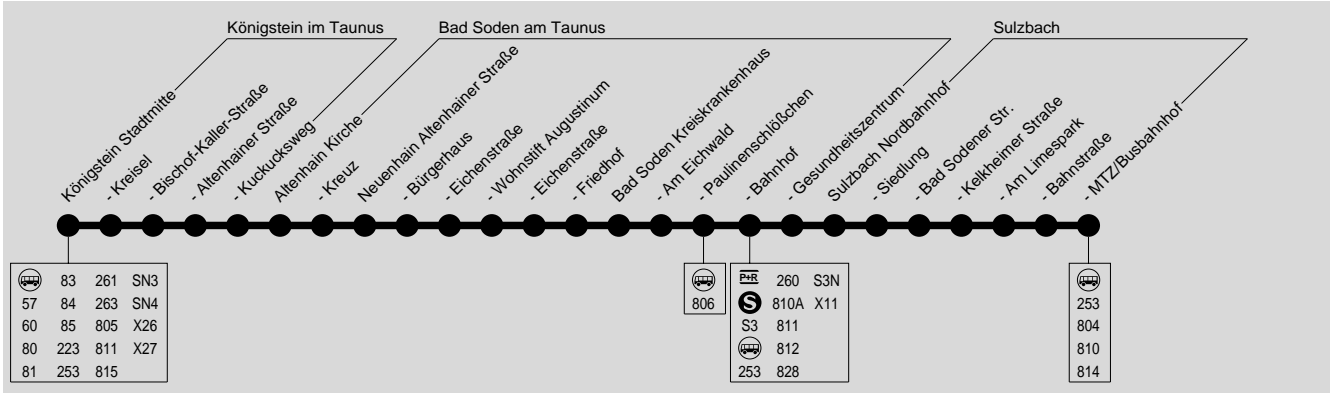 Königstein im Taunus
Bad Soden am Taunus
Sulzbach
Königstein Stadtmitte
- Kreisel
- Bischof-Kaller-Straße
- Altenhainer Straße
- Kuckucksweg
Altenhain Kirche
- Kreuz
Neuenhain Altenhainer Straße
- Bürgerhaus
- Eichenstraße
- Wohnstift Augustinum
- Eichenstraße
- Friedhof
Bad Soden Kreiskrankenhaus
- Am Eichwald
- Paulinenschlößchen
- Bahnhof
- Gesundheitszentrum
Sulzbach Nordbahnhof
- Siedlung
- Bad Sodener Str.
- Kelkheimer Straße
- Am Limespark
- Bahnstraße
- MTZ/Busbahnhof
83 261 SN3
57 84 263 SN4
60 85 805 X26
80 223 811 X27
81 253 815
806
P+R 260 S3N
S 810A X11
S3 811
812
253 828
253
804
810
814